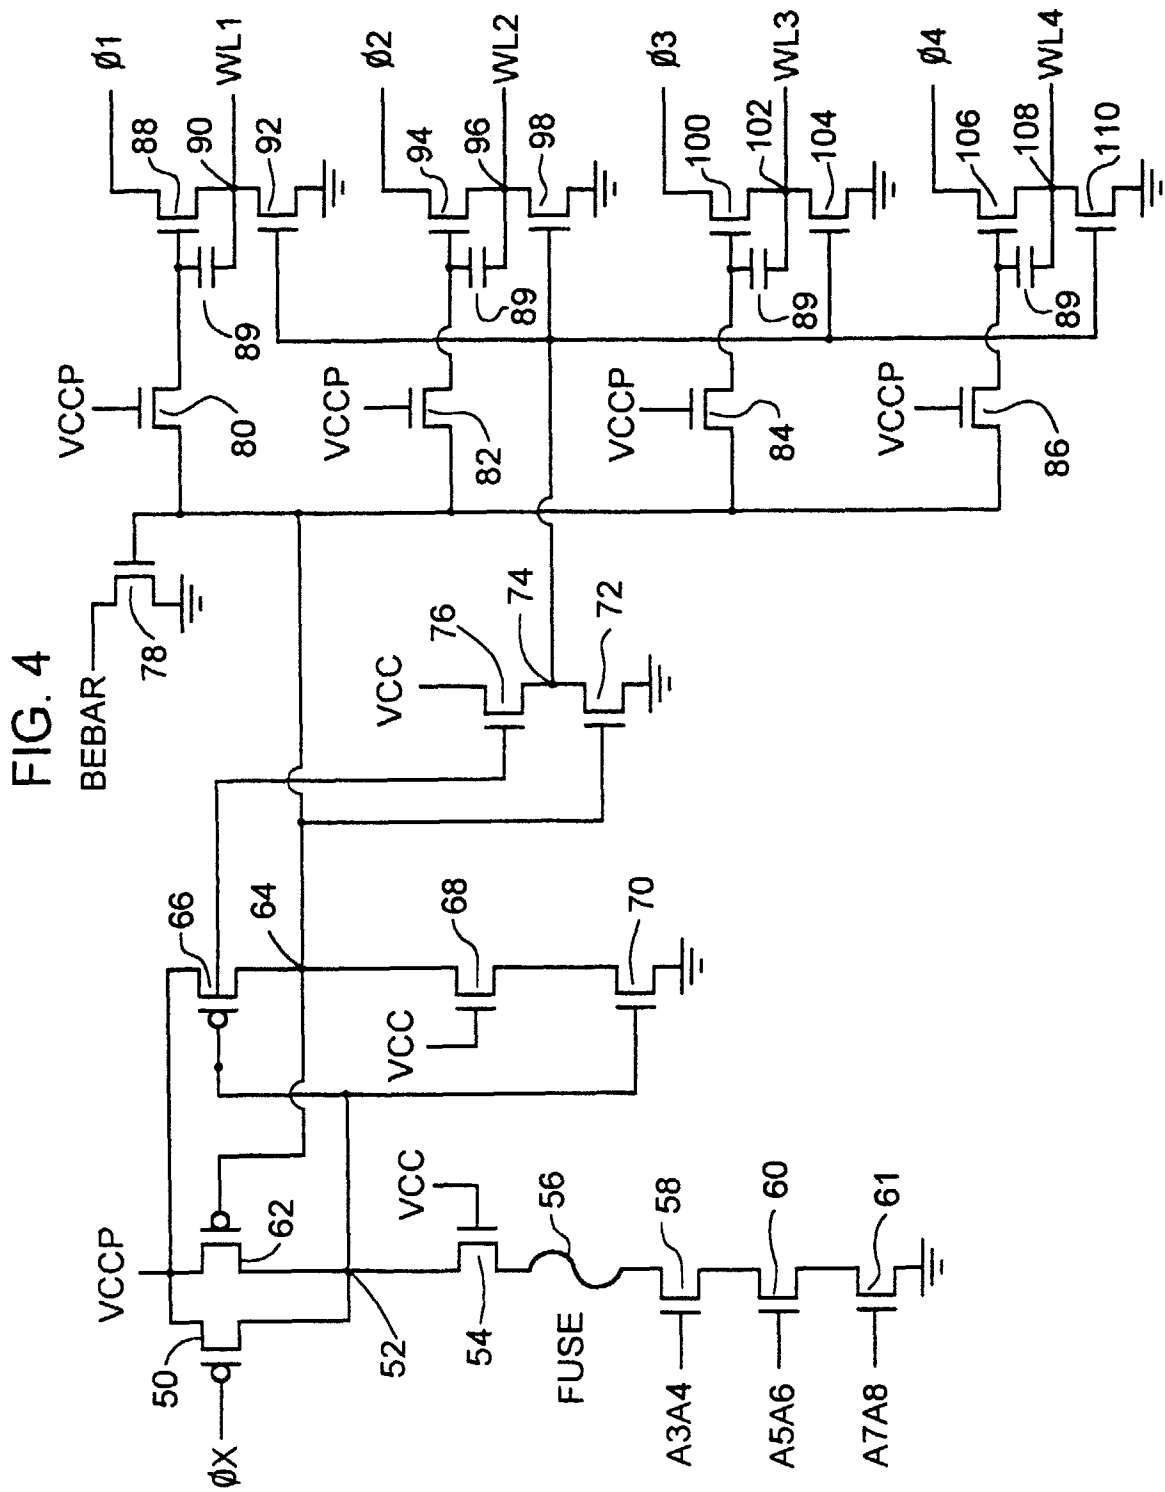 FIG. 4
BEBAR
78
VCCP
80
89
88
90
92
Ø1
WL1
VCCP
82
89
94
96
98
Ø2
WL2
VCCP
84
89
100
102
104
Ø3
WL3
VCCP
86
89
106
108
110
Ø4
WL4
VCC
76
74
72
66
64
VCC
68
70
VCCP
62
50
ØX
52
VCC
54
56
FUSE
58
A3A4
60
A5A6
61
A7A8